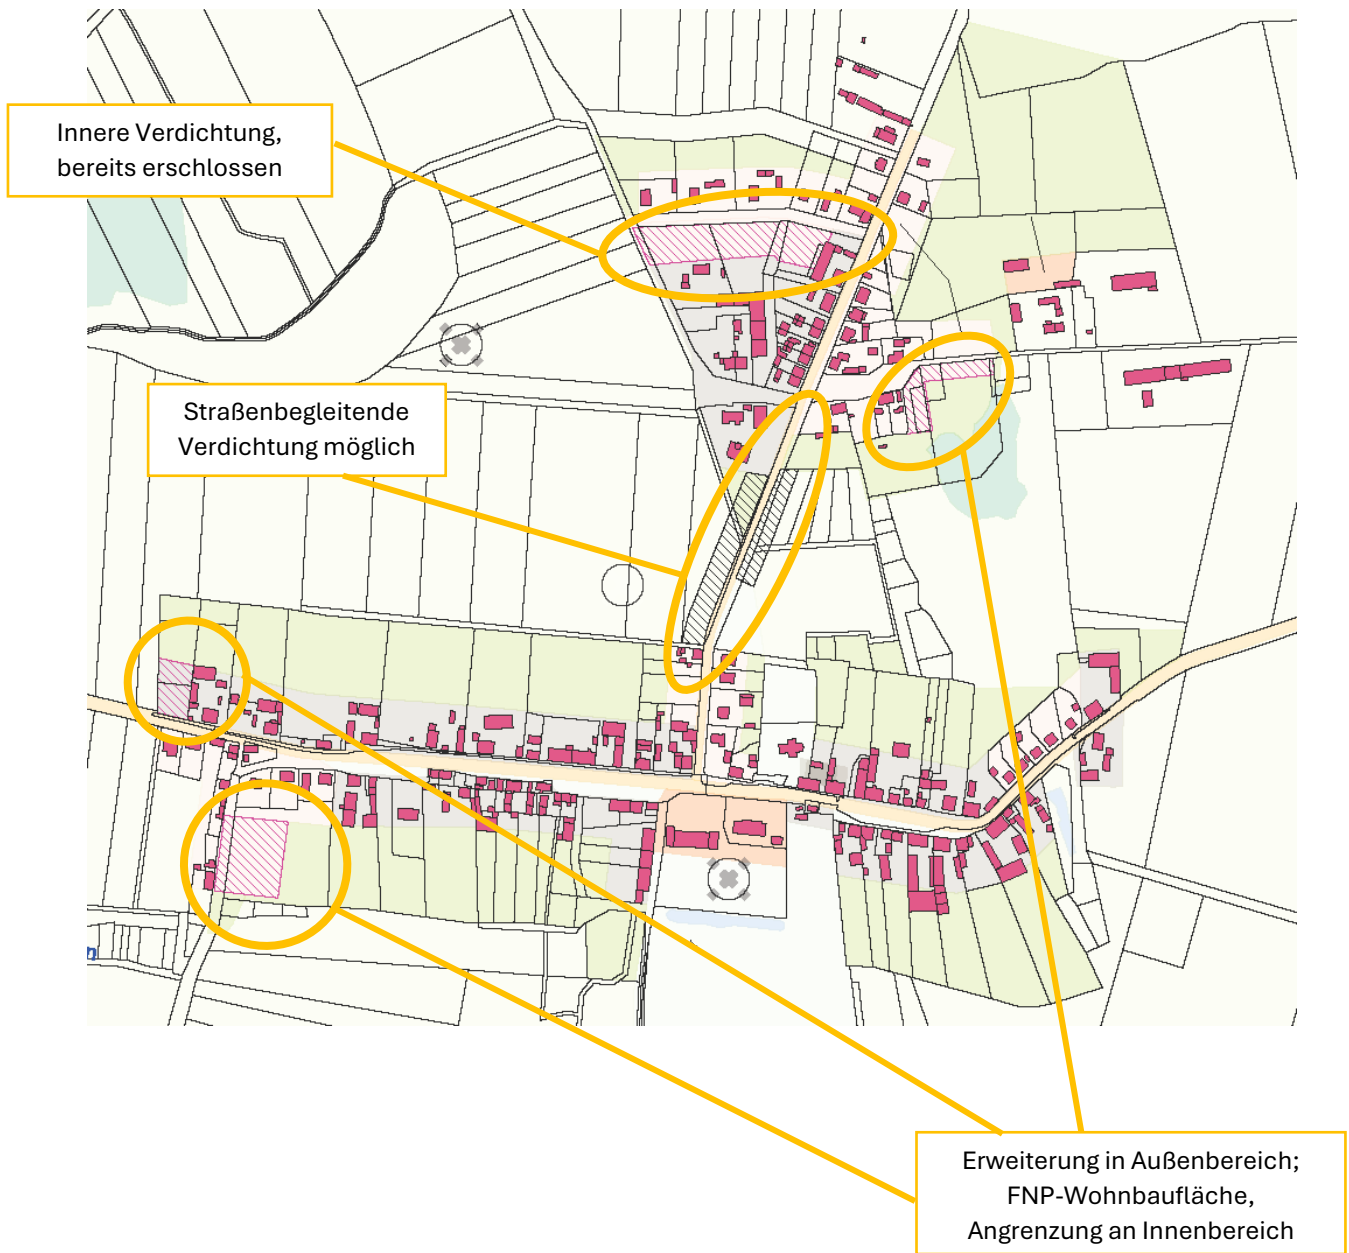 Innere Verdichtung,
bereits erschlossen
Straßenbegleitende
Verdichtung möglich
n
Erweiterung in Außenbereich;
FNP-Wohnbaufläche,
Angrenzung an Innenbereich